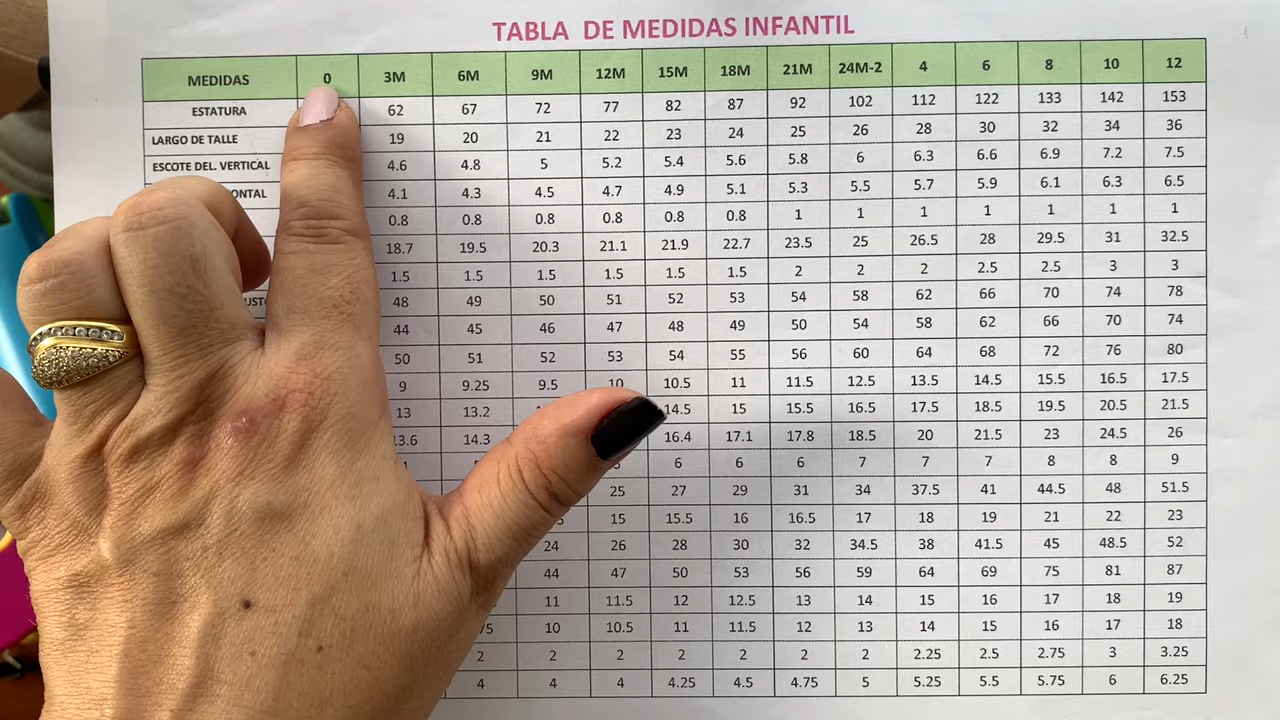 TABLA DE MEDIDAS INFANTIL
MEDIDAS 0 3M 6M 9M 12M 15M 18M 21M 24M-2 4 6 8 10 12
ESTATURA 62 67 72 77 82 87 92 102 112 122 133 142 153
LARGO DE TALLE 19 20 21 22 23 24 25 26 28 30 32 34 36
ESCOTE DEL. VERTICAL 4.6 4.8 5 5.2 5.4 5.6 5.8 6 6.3 6.6 6.9 7.2 7.5
4.1 4.3 4.5 4.7 4.9 5.1 5.3 5.5 5.7 5.9 6.1 6.3 6.5
0.8 0.8 0.8 0.8 0.8 0.8 1 1 1 1 1 1 1
18.7 19.5 20.3 21.1 21.9 22.7 23.5 25 26.5 28 29.5 31 32.5
1.5 1.5 1.5 1.5 1.5 1.5 2 2 2 2.5 2.5 3 3
48 49 50 51 52 53 54 58 62 66 70 74 78
44 45 46 47 48 49 50 54 58 62 66 70 74
50 51 52 53 54 55 56 60 64 68 72 76 80
9 9.25 9.5 10 10.5 11 11.5 12.5 13.5 14.5 15.5 16.5 17.5
13 13.2 14.5 15 15.5 16.5 17.5 18.5 19.5 20.5 21.5
13.6 14.3 16.4 17.1 17.8 18.5 20 21.5 23 24.5 26
6 6 6 7 7 7 8 8 9
25 27 29 31 34 37.5 41 44.5 48 51.5
15 15.5 16 16.5 17 18 19 21 22 23
24 26 28 30 32 34.5 38 41.5 45 48.5 52
44 47 50 53 56 59 64 69 75 81 87
11 11.5 12 12.5 13 14 15 16 17 18 19
10 10.5 11 11.5 12 13 14 15 16 17 18
2 2 2 2 2 2 2 2.25 2.5 2.75 3 3.25
4 4 4 4.25 4.5 4.75 5 5.25 5.5 5.75 6 6.25